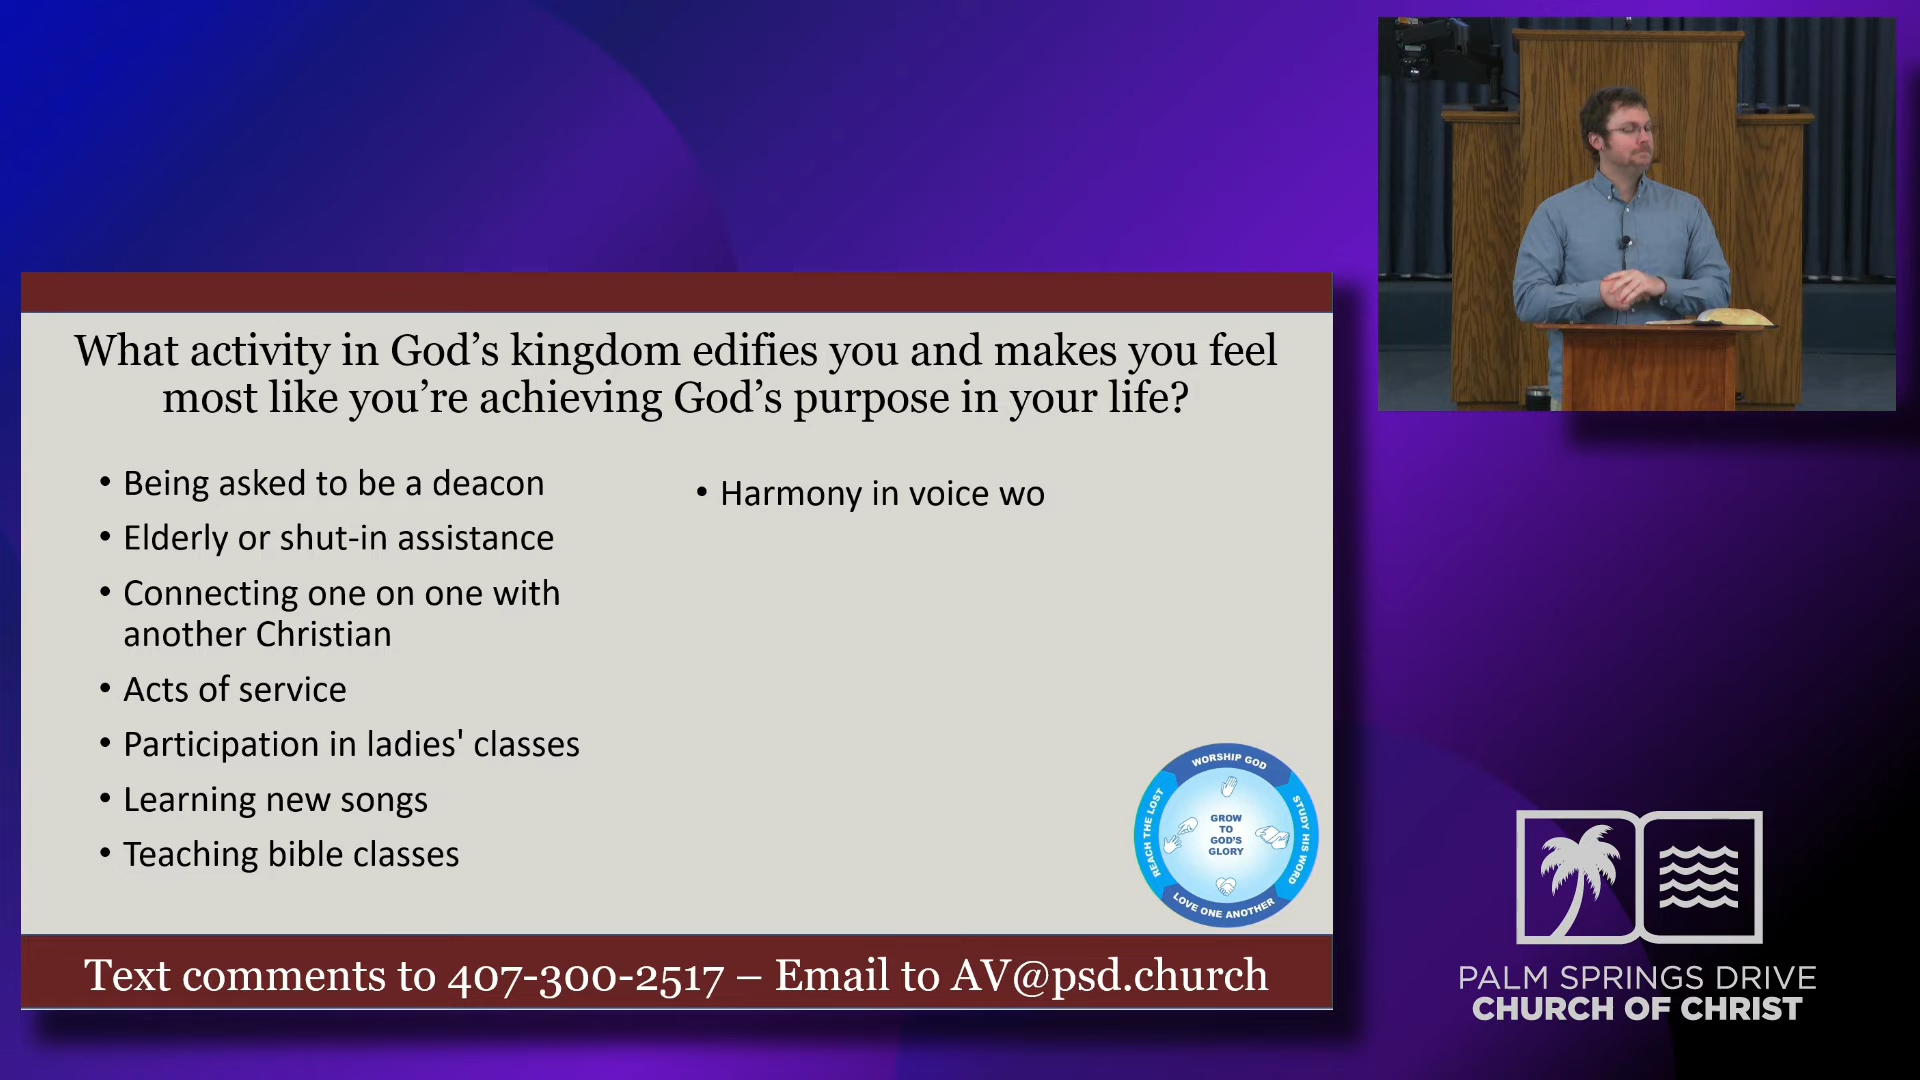 What activity in God’s kingdom edifies you and makes you feel
most like you’re achieving God’s purpose in your life?
• Being asked to be a deacon
• Elderly or shut-in assistance
• Connecting one on one with
another Christian
• Acts of service
• Participation in ladies' classes
• Learning new songs
• Teaching bible classes
• Harmony in voice wo
WORSHIP GOD
STUDY HIS WORD
LOVE ONE ANOTHER
REACH THE LOST
GROW
TO
GOD'S
GLORY
Text comments to 407-300-2517 – Email to AV@psd.church
PALM SPRINGS DRIVE
CHURCH OF CHRIST